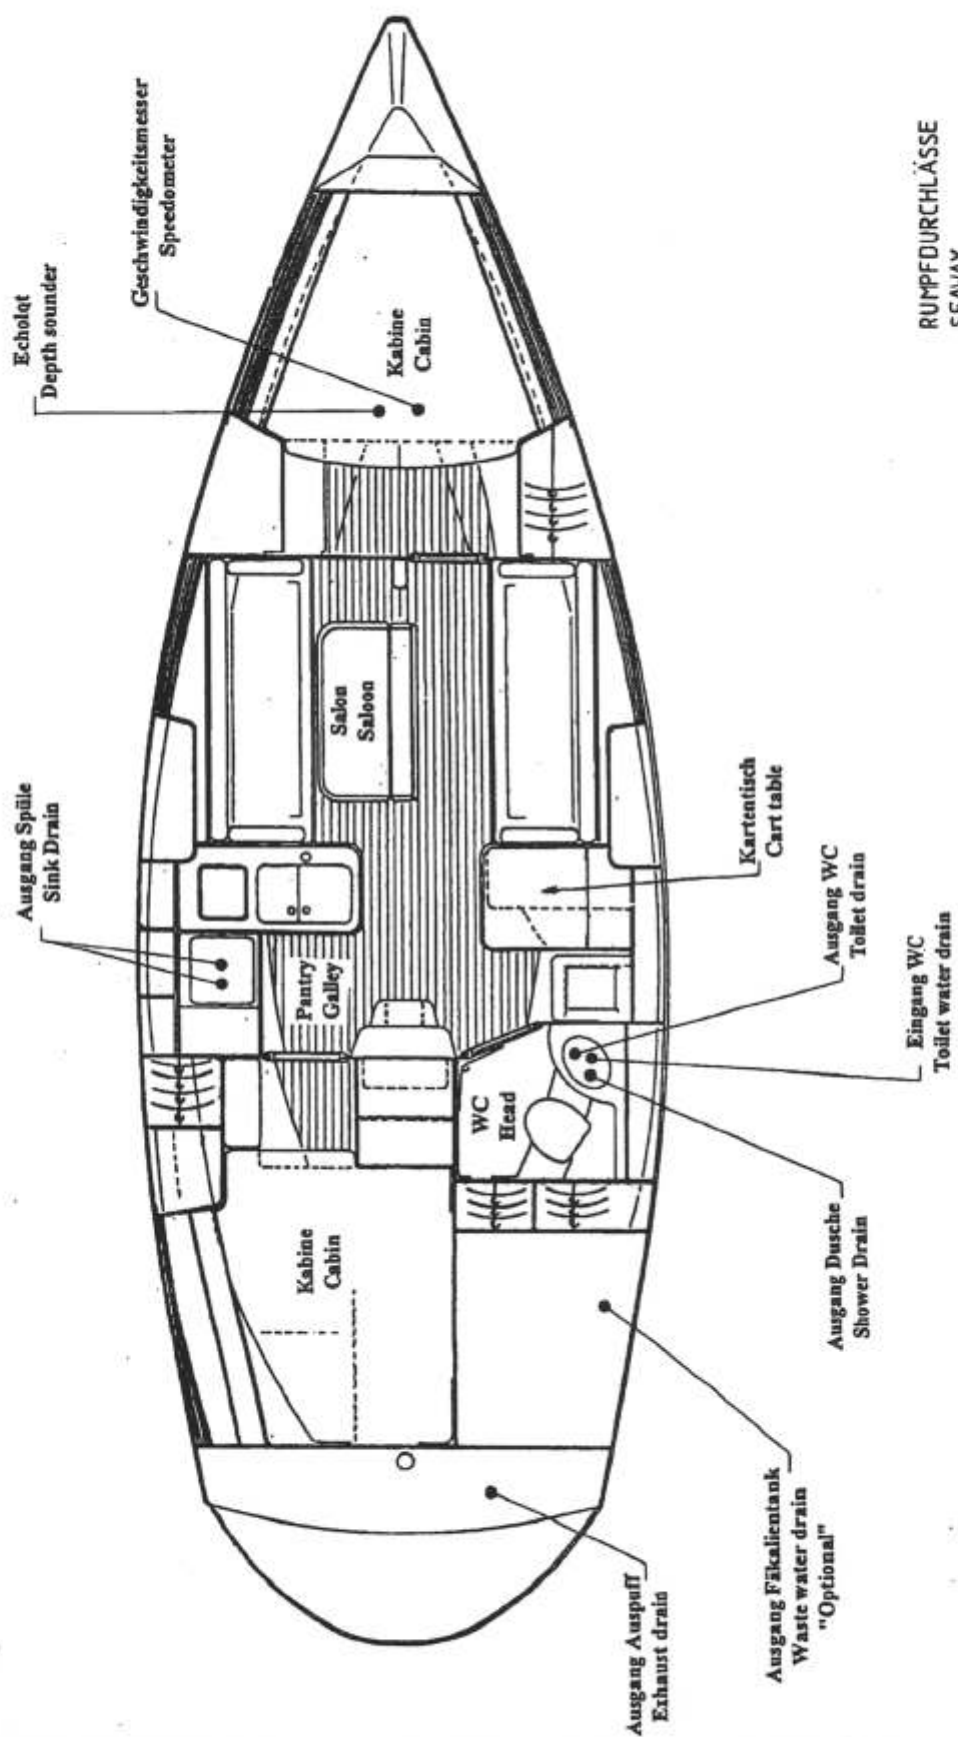 Echolot
Depth sounder
Geschwindigkeitsmesser
Speedometer
Kabine
Cabin
Ausgang Spüle
Sink Drain
Salon
Saloon
Pantry
Galley
Kartentisch
Cart table
WC
Head
Ausgang WC
Toilet drain
Eingang WC
Toilet water drain
Kabine
Cabin
Ausgang Dusche
Shower Drain
Ausgang Fäkalientank
Waste water drain
"Optional"
Ausgang Auspuff
Exhaust drain
RUMPFDURCHLÄSSE